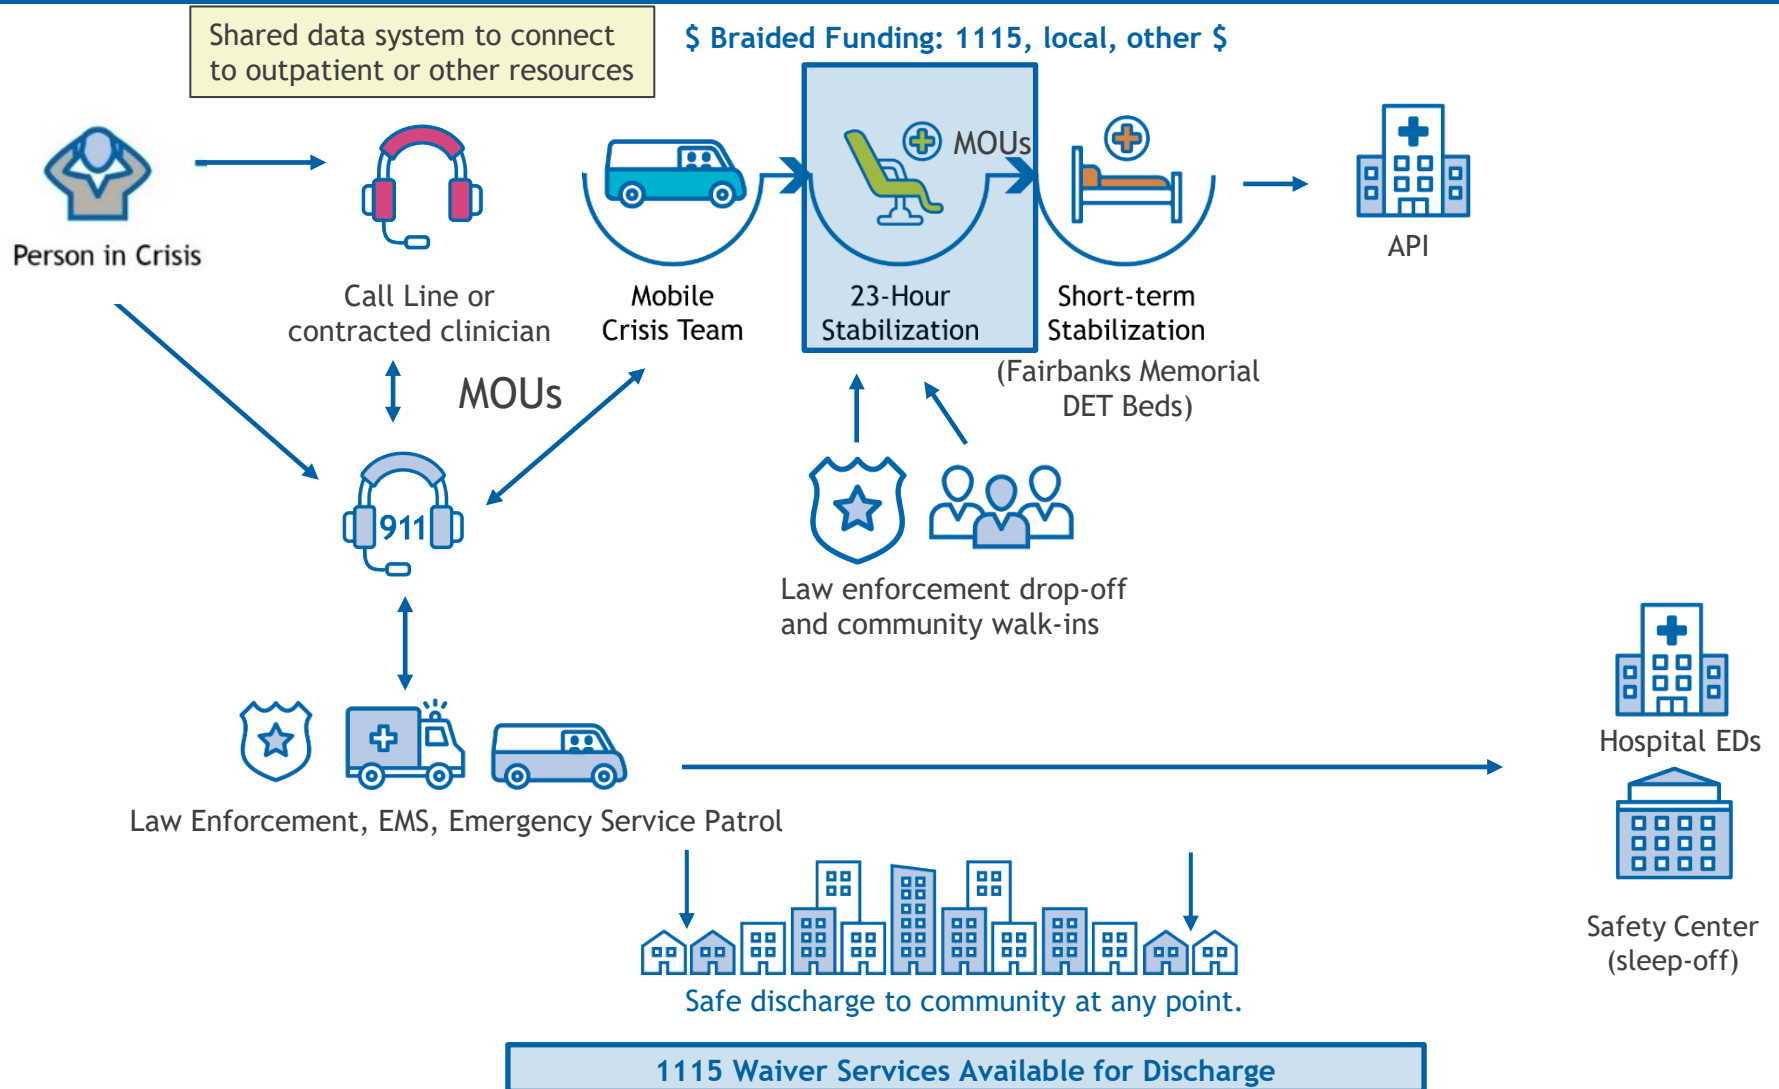 Shared data system to connect
to outpatient or other resources
$ Braided Funding: 1115, local, other $
MOUs
Person in Crisis
Call Line or
contracted clinician
Mobile
Crisis Team
23-Hour
Stabilization
Short-term
Stabilization
(Fairbanks Memorial
DET Beds)
API
MOUs
911
Law enforcement drop-off
and community walk-ins
Hospital EDs
Law Enforcement, EMS, Emergency Service Patrol
Safety Center
(sleep-off)
Safe discharge to community at any point.
1115 Waiver Services Available for Discharge